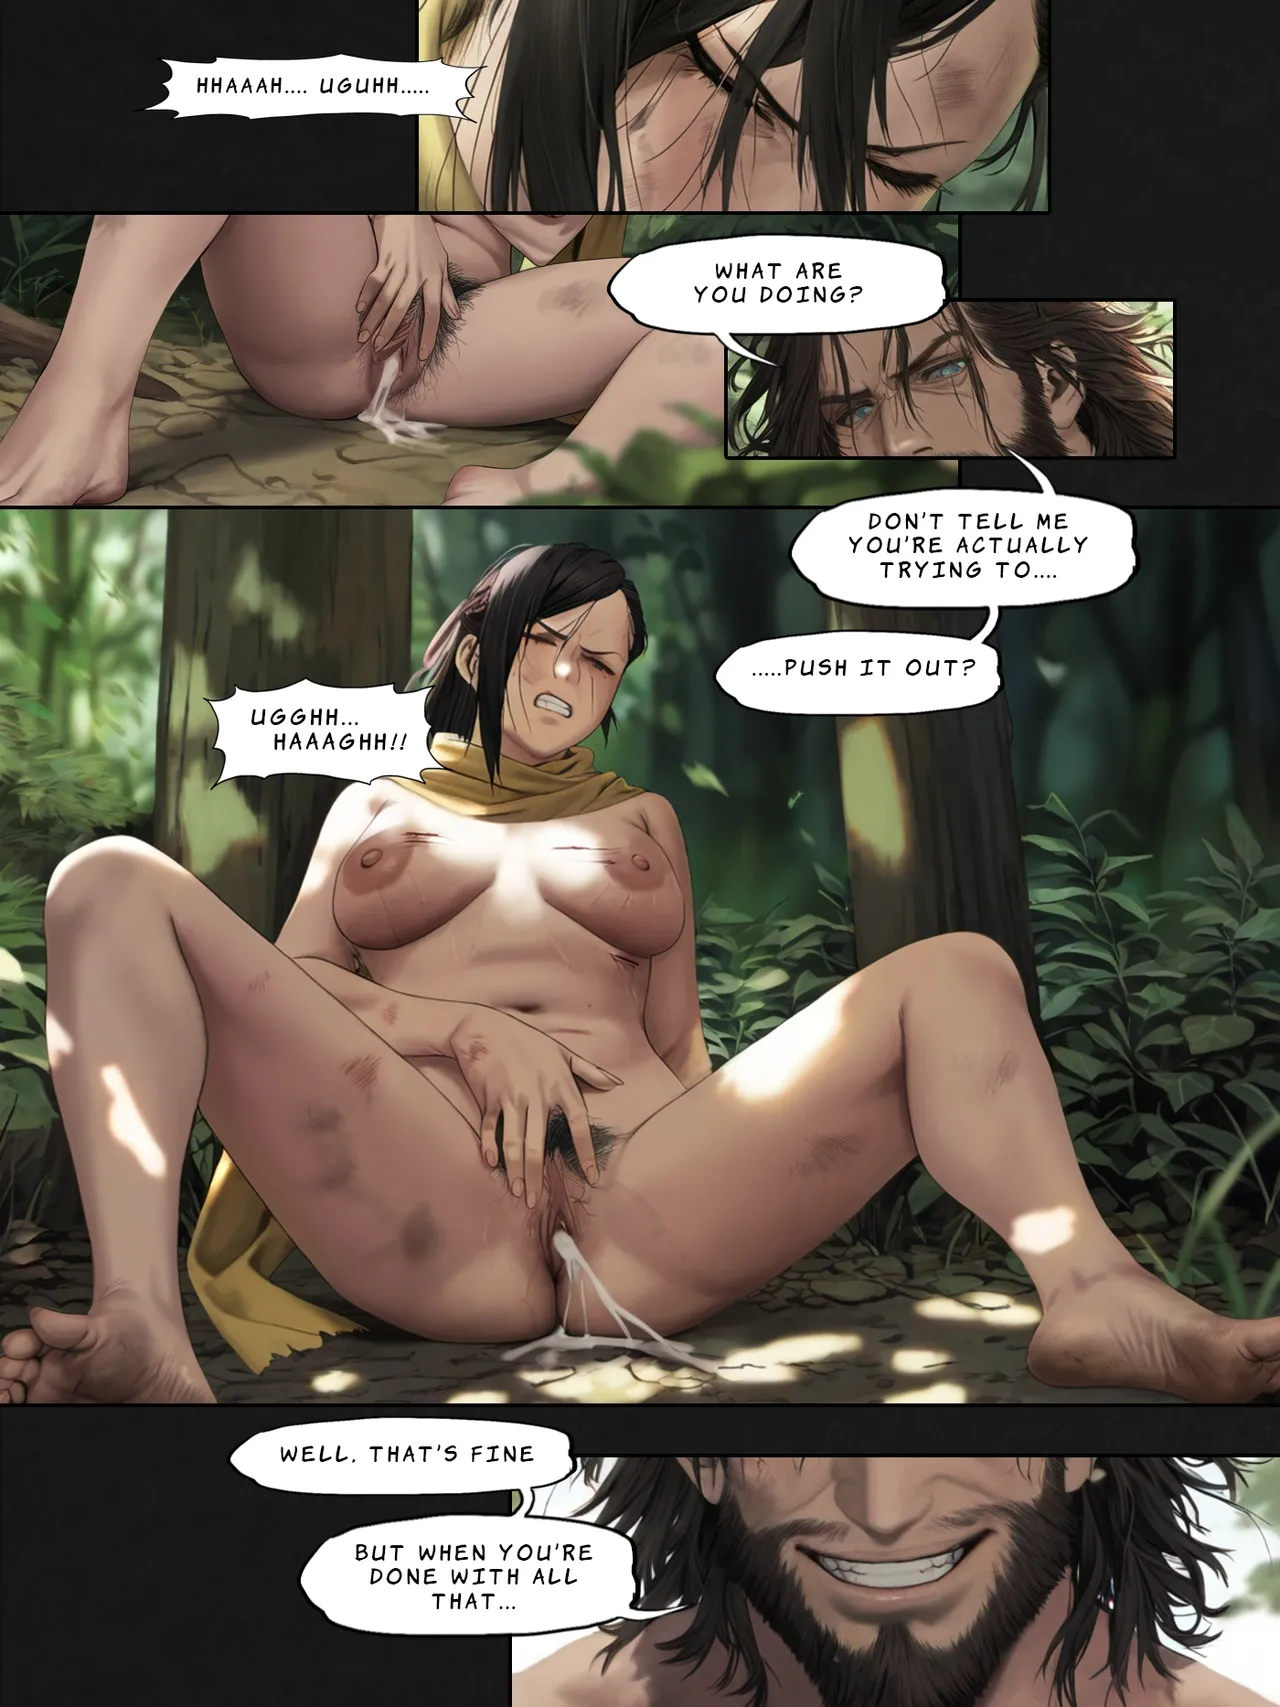 HHAAAH.... UGUHH.....
WHAT ARE
YOU DOING?
DON'T TELL ME
YOU'RE ACTUALLY
TRYING TO....
.....PUSH IT OUT?
UGGHH...
HAAAGHH!!
WELL, THAT'S FINE
BUT WHEN YOU'RE
DONE WITH ALL
THAT...